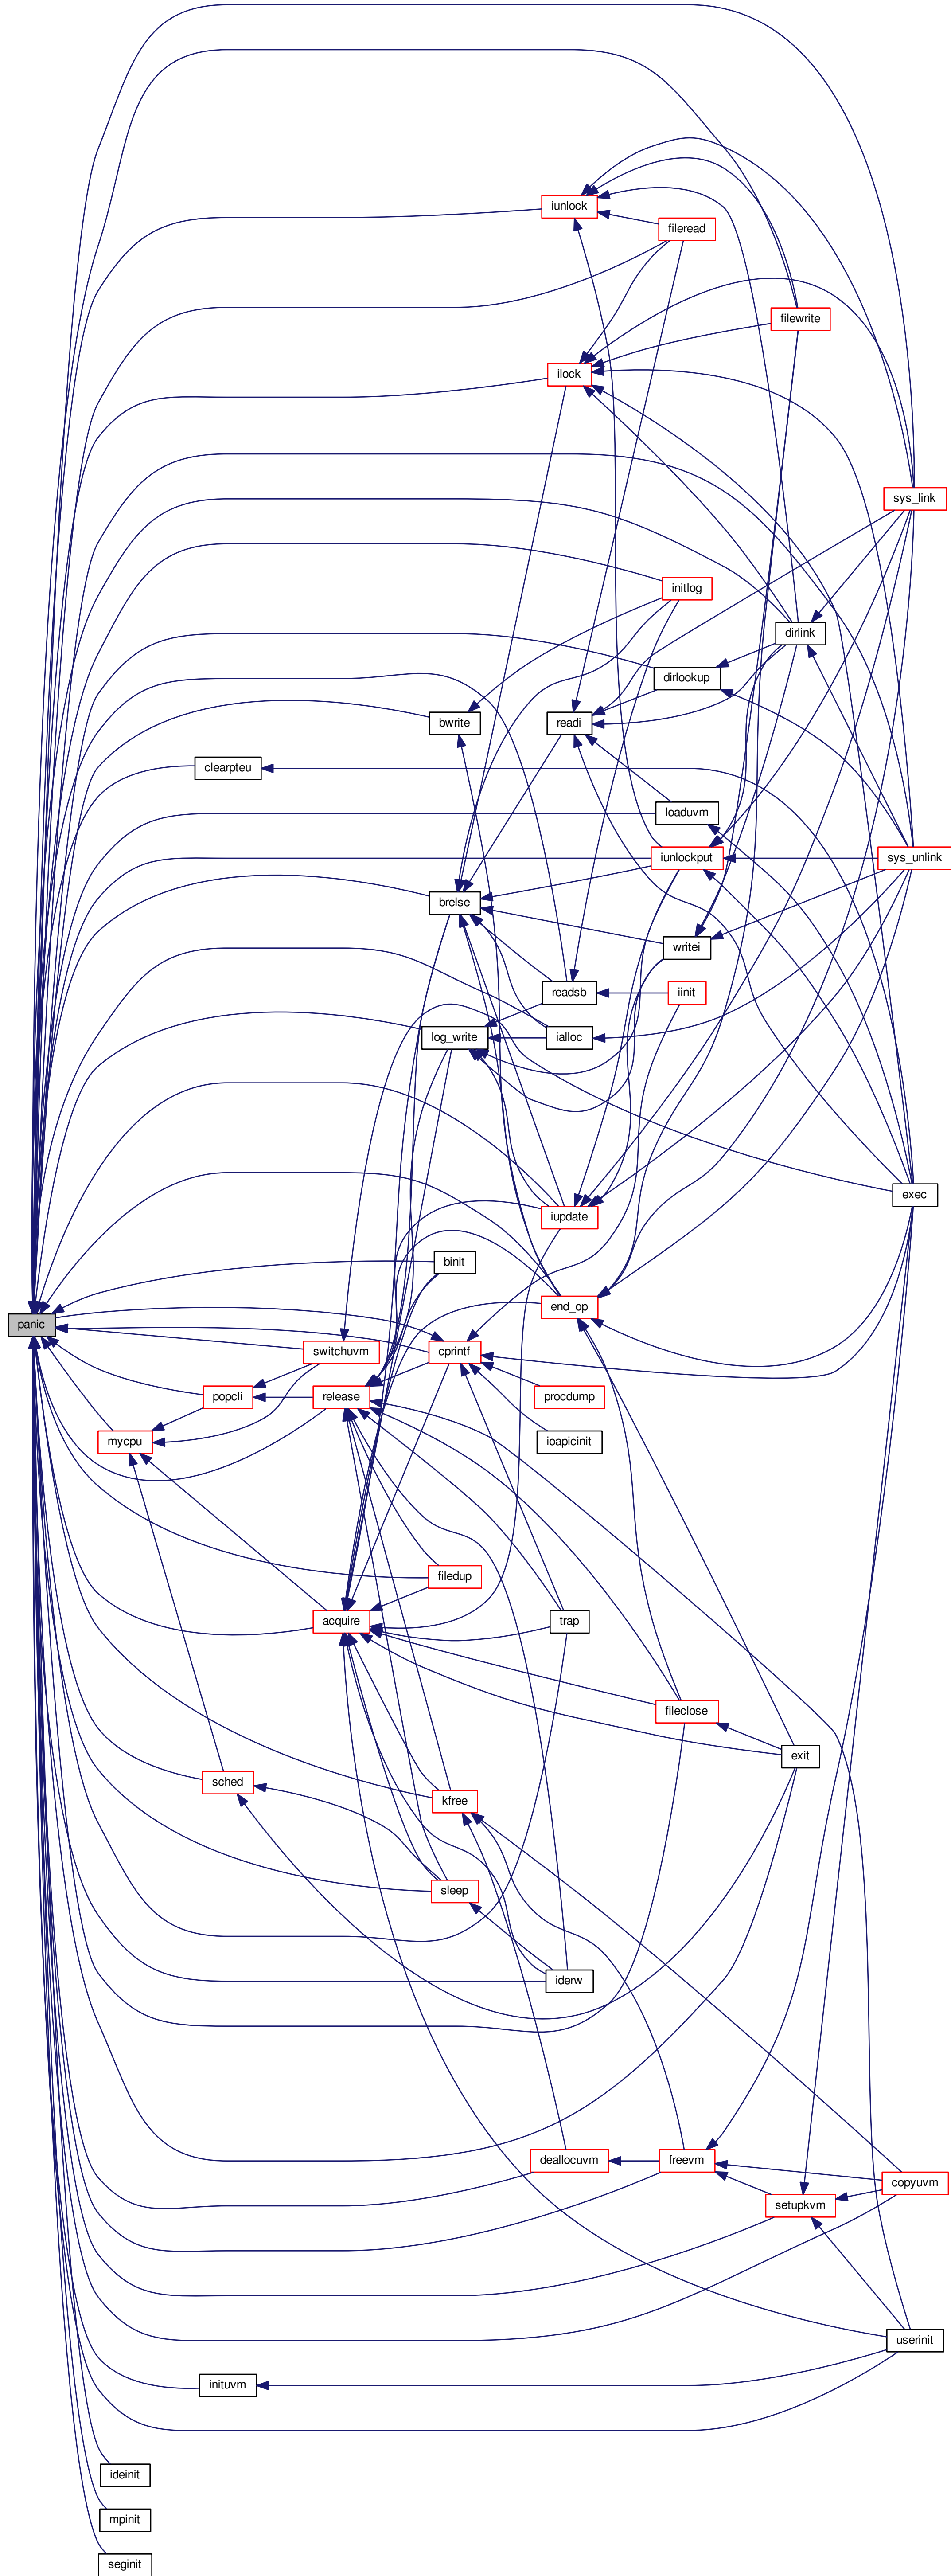 iunlock
fileread
filewrite
ilock
sys_link
initlog
dirlink
dirlookup
bwrite
readi
clearpteu
loaduvm
iunlockput
sys_unlink
brelse
writei
readsb
iinit
log_write
ialloc
exec
iupdate
binit
end_op
panic
switchuvm
cprintf
popcli
release
procdump
mycpu
ioapicinit
filedup
acquire
trap
fileclose
exit
sched
kfree
sleep
iderw
deallocuvm
freevm
copyuvm
setupkvm
userinit
inituvm
ideinit
mpinit
seginit